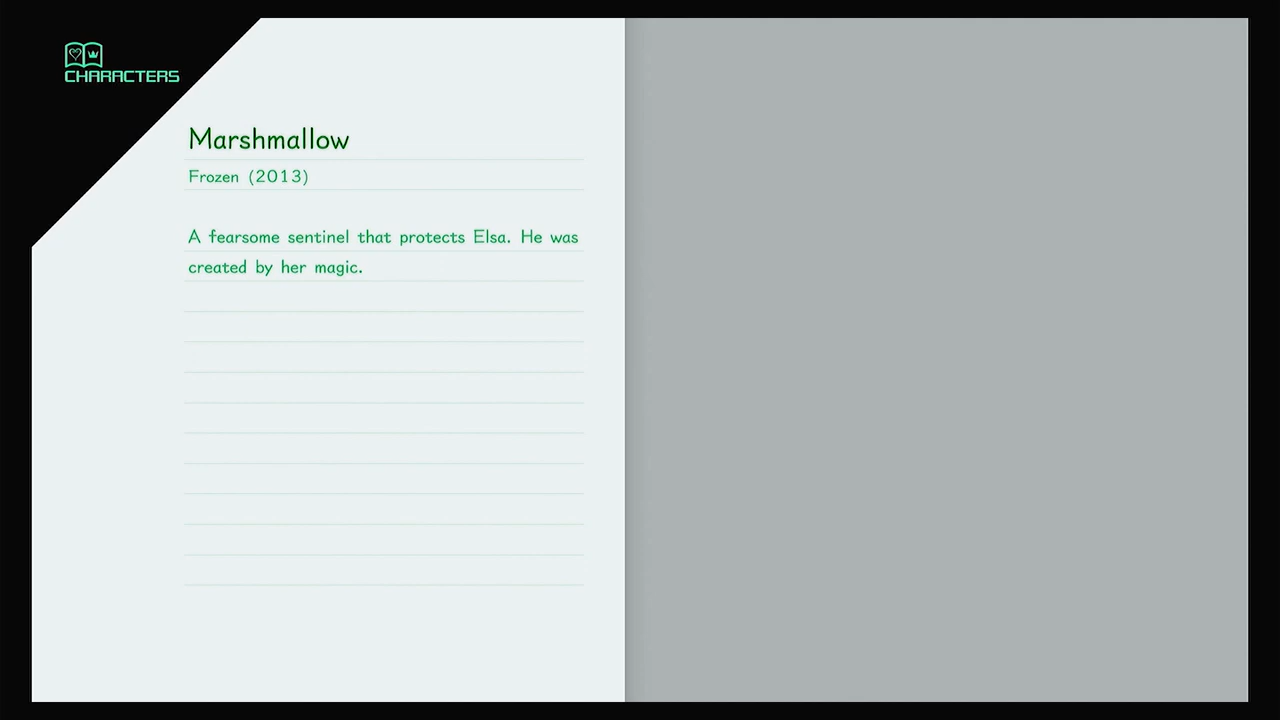 CHARACTERS
Marshmallow
Frozen (2013)
A fearsome sentinel that protects Elsa. He was
created by her magic.